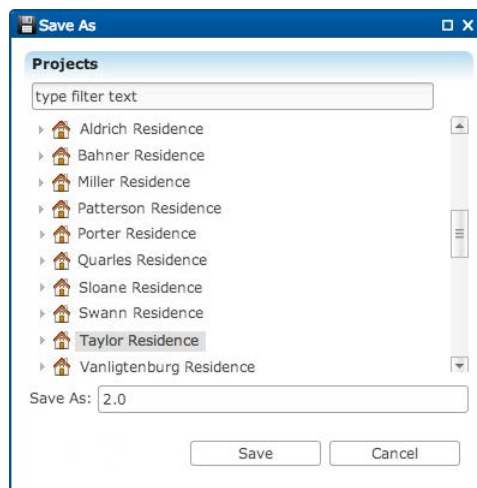 Save As
Projects
type filter text
Aldrich Residence
Bahner Residence
Miller Residence
Patterson Residence
Porter Residence
Quarles Residence
Sloane Residence
Swann Residence
Taylor Residence
Vanligtenburg Residence
Save As: 2.0
Save Cancel